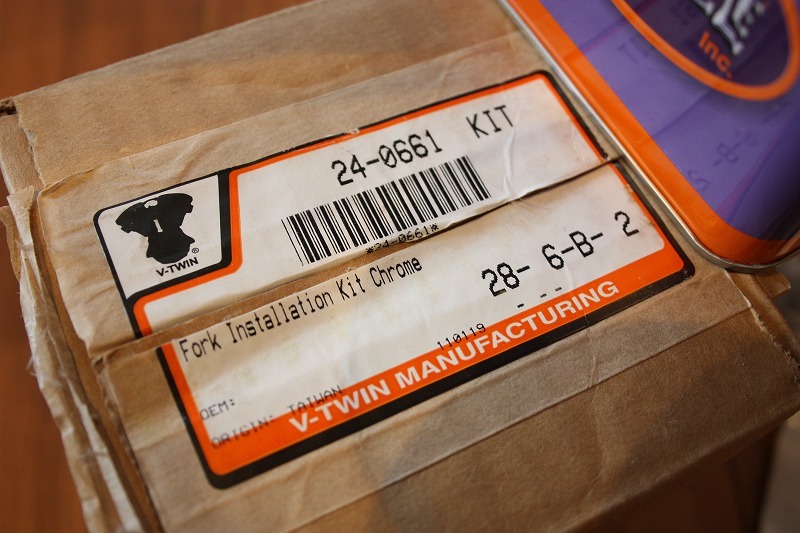 24-0661 KIT
*24-0661*
V-TWIN
®
Fork Installation Kit Chrome
28- 6-B- 2
- - -
110119
OEM:
ORIGIN: TAIWAN
V-TWIN MANUFACTURING
Inc.